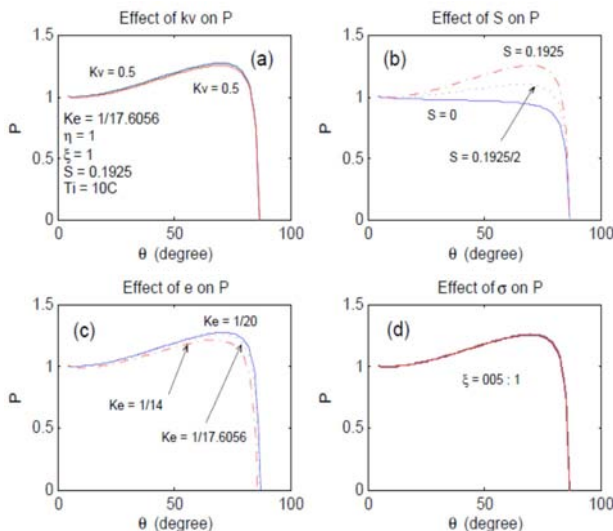 Effect of kv on P
1.5
(a)
Kv = 0.5
Kv = 0.5
1
P
Ke = 1/17.6056
η = 1
ξ = 1
0.5
S = 0.1925
Ti = 10C
0
0
50
100
θ (degree)
Effect of S on P
1.5
(b)
S = 0.1925
1
P
S = 0
S = 0.1925/2
0.5
0
0
50
100
θ (degree)
Effect of e on P
1.5
(c)
Ke = 1/20
1
P
Ke = 1/14
Ke = 1/17.6056
0.5
0
0
50
100
θ (degree)
Effect of σ on P
1.5
(d)
1
P
ξ = 005 : 1
0.5
0
0
50
100
θ (degree)